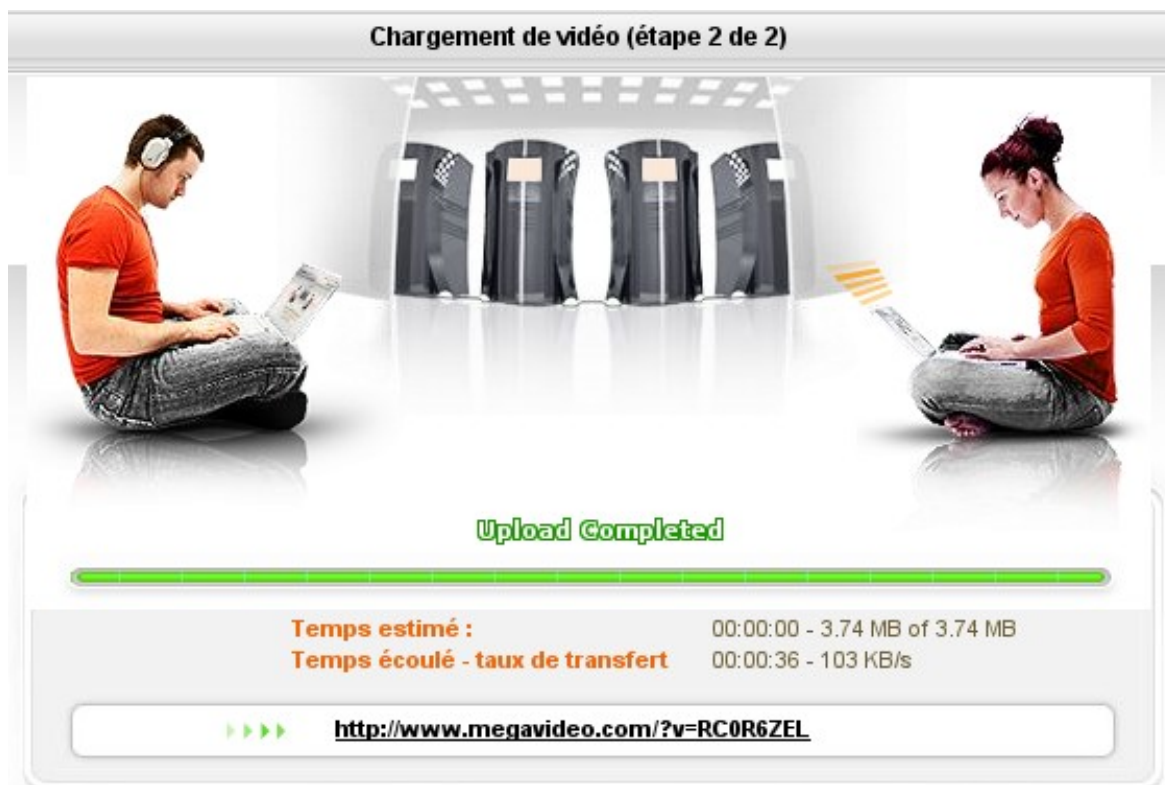 Chargement de vidéo (étape 2 de 2)
Upload Completed
Temps estimé : 00:00:00 - 3.74 MB of 3.74 MB
Temps écoulé - taux de transfert 00:00:36 - 103 KB/s
http://www.megavideo.com/?v=RC0R6ZEL